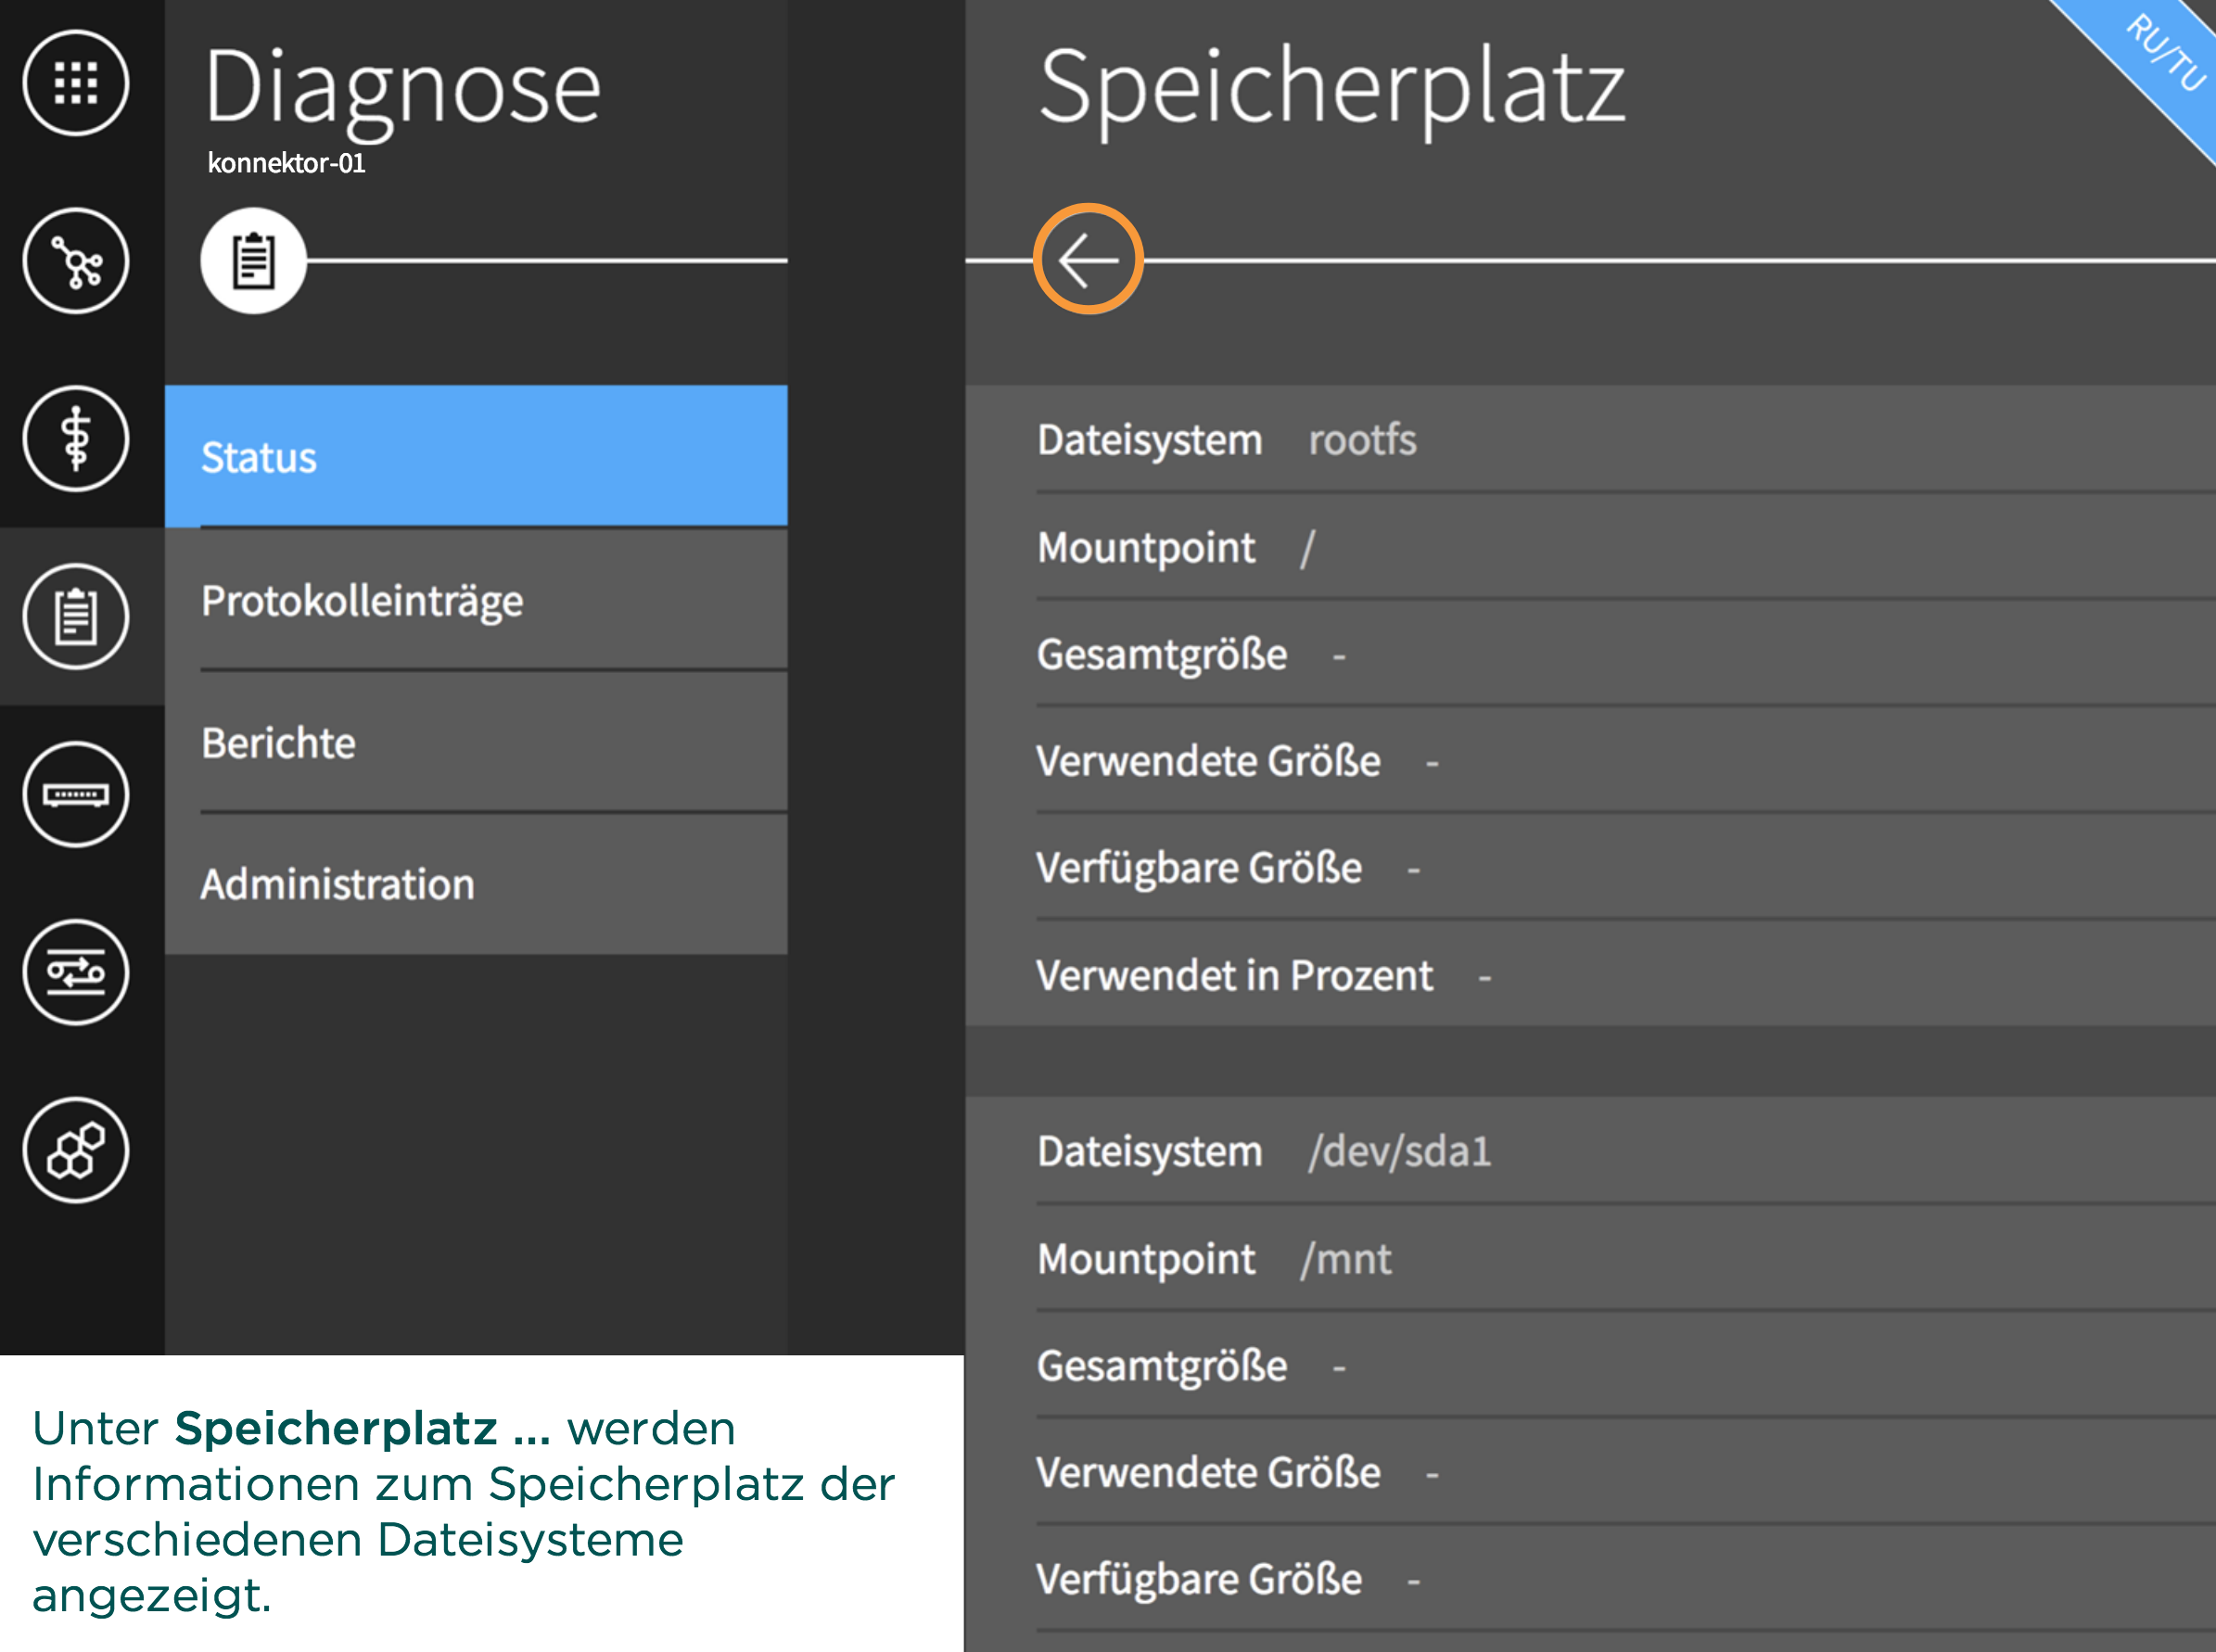 Diagnose
konnektor-01
Status
Protokolleinträge
Berichte
Administration
Speicherplatz
RU/TU
Dateisystem rootfs
Mountpoint /
Gesamtgröße -
Verwendete Größe -
Verfügbare Größe -
Verwendet in Prozent -
Dateisystem /dev/sda1
Mountpoint /mnt
Gesamtgröße -
Verwendete Größe -
Verfügbare Größe -
Unter Speicherplatz ... werden
Informationen zum Speicherplatz der
verschiedenen Dateisysteme
angezeigt.